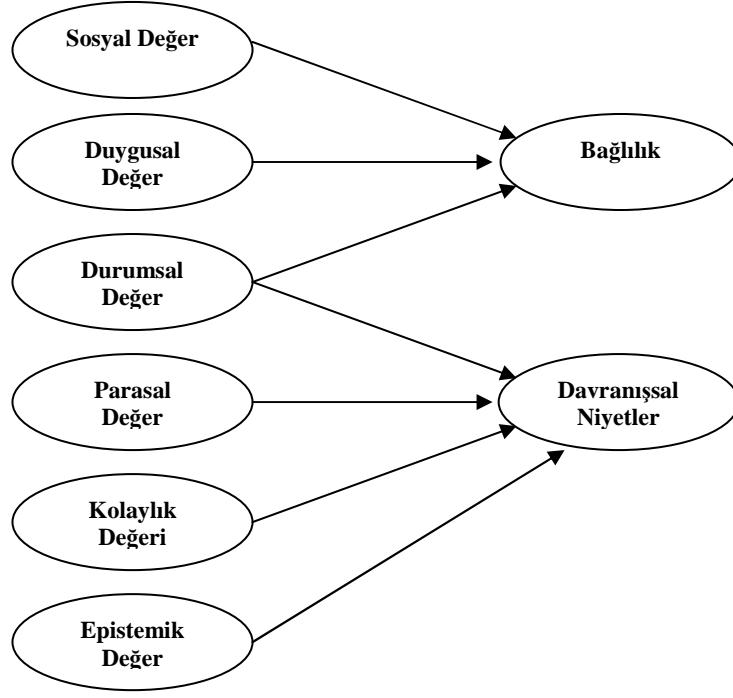 Sosyal Değer
Duygusal
Değer
Bağlılık
Durumsal
Değer
Parasal
Değer
Davranışsal
Niyetler
Kolaylık
Değeri
Epistemik
Değer